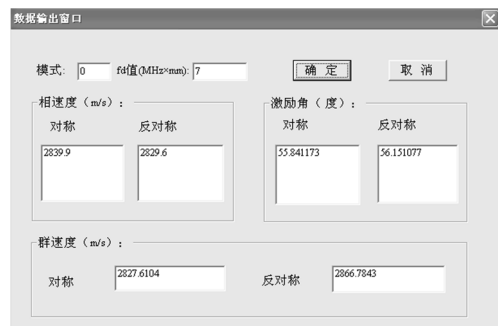 数据输出窗口
模式: 0 fd值(MHz×mm): 7 确 定 取 消
相速度（m/s）: 激励角（度）:
对称 反对称 对称 反对称
2839.9 2829.6 55.841173 56.151077
群速度（m/s）:
对称 2827.6104 反对称 2866.7843